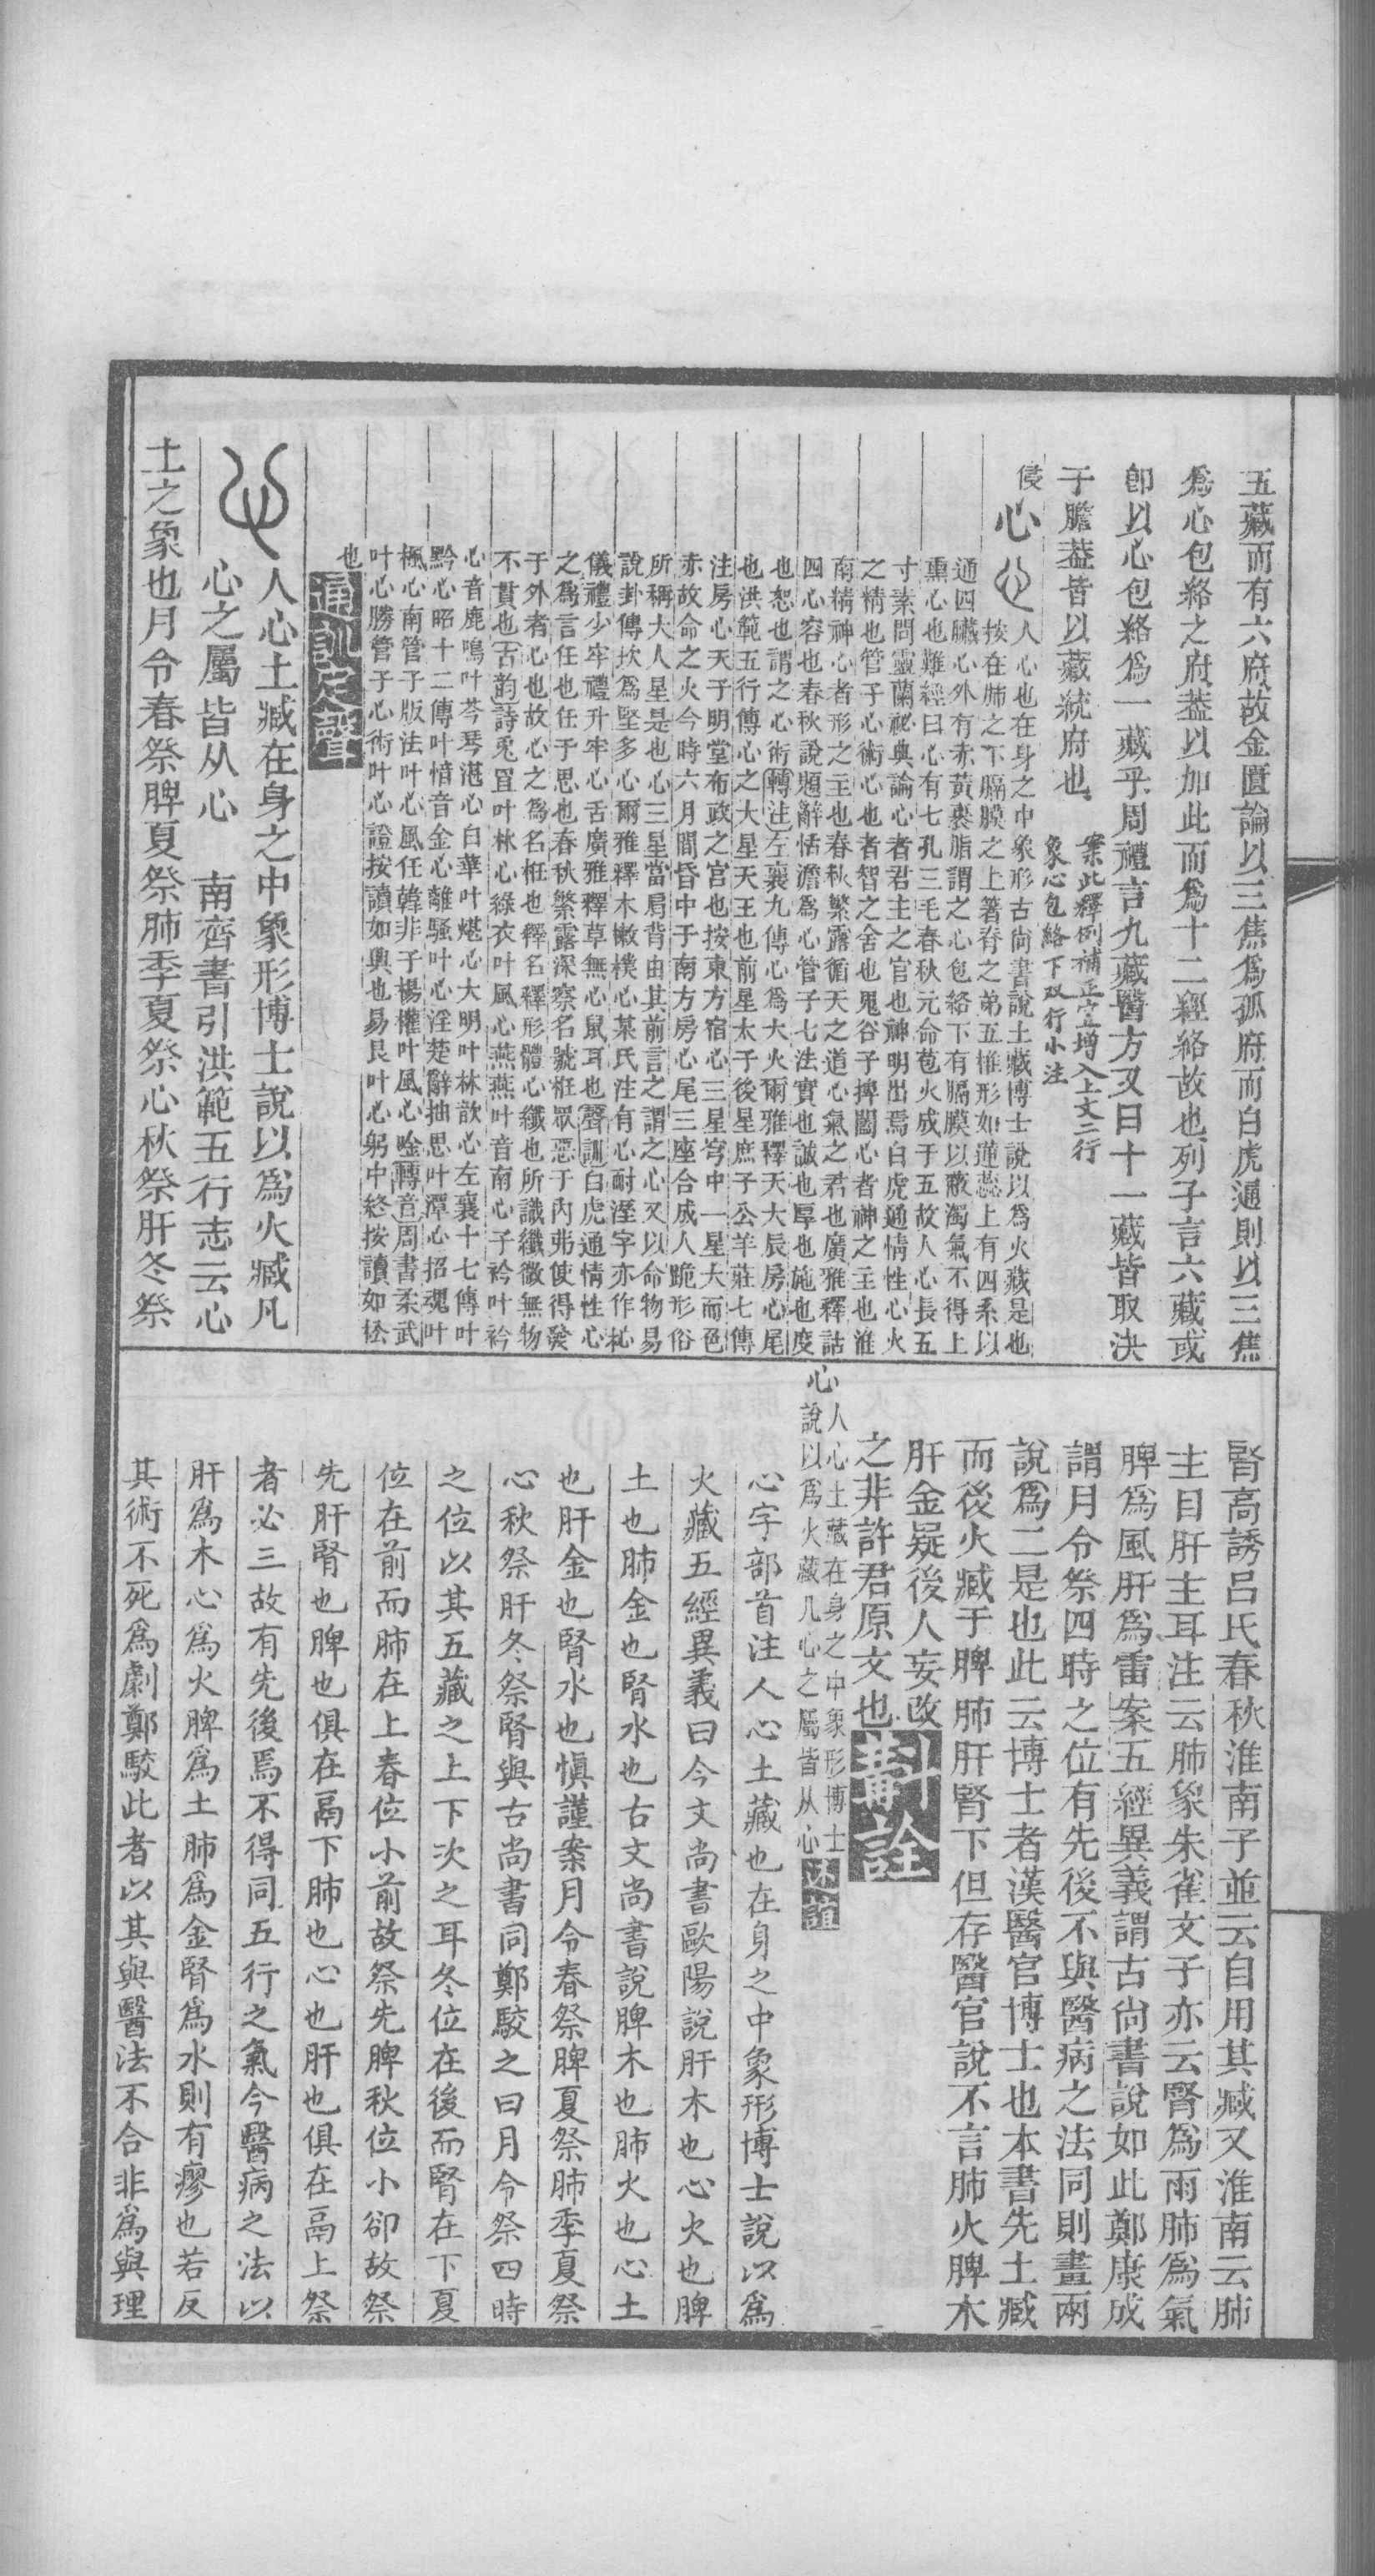 五藏而有六府故金匱論以三焦爲孤府而白虎通則以三焦
爲心包絡之府葢以加此而爲十二經絡故也列子言六藏或
卽以心包絡爲一藏乎周禮言九藏醫方又曰十一藏皆取決
于膽葢皆以藏統府也
案此釋例補正宜增入上文二行
象心包絡下双行小注
侵
心 人心也在身之中象形古尙書說土藏博士說以爲火藏是也
按在肺之下膈膜之上著脊之弟五椎形如蓮蕊上有四系以
通四臟心外有赤黃裹脂謂之心包絡下有膈膜以蔽濁氣不得上
熏心也難經曰心有七孔三毛春秋元命苞火成于五故人心長五
寸素問靈蘭祕典論心者君主之官也神明出焉白虎通情性心火
之精也管子心術心也者智之舍也鬼谷子捭闔心者神之主也淮
南精神心者形之主也春秋繁露循天之道心氣之君也廣雅釋詁
四心容也春秋說題辭恬澹爲心管子七法實也誠也厚也施也度
也恕也謂之心術轉注左襄九傳心爲大火爾雅釋天大辰房心尾
也洪範五行傳心之大星天王也前星太子後星庶子公羊莊七傳
注房心天子明堂布政之宮也按東方宿心三星穹中一星大而色
赤故命之火今時六月間昏中于南方房心尾三座合成人跪形俗
所稱大人星是也心三星當局背由其前言之謂之心又以命物易
說卦傳坎爲堅多心爾雅釋木樕樸心某氏注有心耐溼字亦作杺
儀禮少牢禮升牢心舌廣雅釋草無心鼠耳也聲訓白虎通情性心
之爲言任也任于思也春秋繁露深察名號栣眾惡于內弗使得發
于外者心也故心之爲名栣也釋名釋形體心纖也所識纖微無物
不貫也古韵詩兎罝叶林心綠衣叶風心燕燕叶音南心子衿叶衿
心音鹿鳴叶芩琴湛心白華叶煁心大明叶林歆心左襄十七傳叶
黔心昭十二傳叶愔音金心離騷叶心淫楚辭抽思叶潭心招魂叶
楓心南管子版法叶心風任韓非子楊權叶風心唫轉音周書柔武
叶心勝管子心術叶心證按讀如興也易艮叶心躬中終按讀如松
也
通訓定聲
人心土臧在身之中象形博士說以爲火臧凡
心之屬皆从心　南齊書引洪範五行志云心
土之象也月令春祭脾夏祭肺季夏祭心秋祭肝冬祭
腎高誘呂氏春秋淮南子並云自用其臧又淮南云肺
主目肝主耳注云肺象朱雀文子亦云腎爲雨肺爲氣
脾爲風肝爲雷案五經異義謂古尙書說如此鄭康成
謂月令祭四時之位有先後不與醫病之法同則畫兩
說爲二是也此云博士者漢醫官博士也本書先土臧
而後火臧于脾肺肝腎下但存醫官說不言肺火脾木
肝金疑後人妄改
之非許君原文也
斠詮
心 人心土藏在身之中象形博士
說以爲火藏凡心之屬皆从心
心字部首注人心土藏也在身之中象形博士說以爲
火藏五經異義曰今文尚書歐陽說肝木也心火也脾
土也肺金也腎水也古文尚書說脾木也肺火也心土
也肝金也腎水也愼謹案月令春祭脾夏祭肺季夏祭
心秋祭肝冬祭腎與古尚書同鄭駮之曰月令祭四時
之位以其五藏之上下次之耳冬位在後而腎在下夏
位在前而肺在上春位小前故祭先脾秋位小卻故祭
先肝腎也脾也俱在鬲下肺也心也肝也俱在鬲上祭
者必三故有先後焉不得同五行之氣今醫病之法以
肝爲木心爲火脾爲土肺爲金腎爲水則有瘳也若反
其術不死爲劇鄭駮此者以其與醫法不合非爲與理